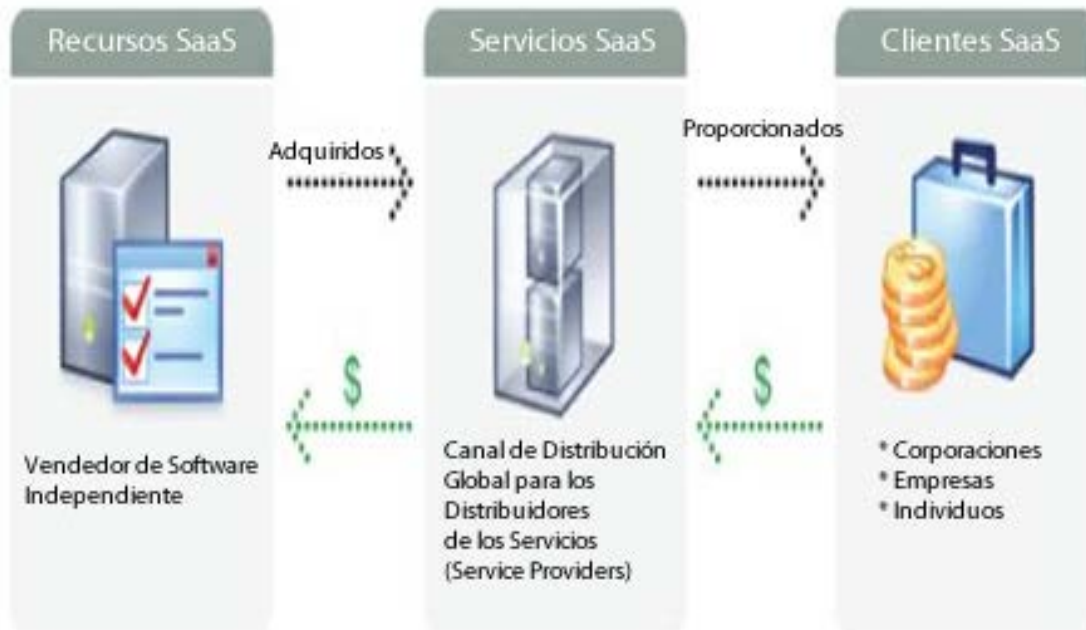 Recursos SaaS
Servicios SaaS
Clientes SaaS
Adquiridos
Proporcionados
$
$
Vendedor de Software
Independiente
Canal de Distribución
Global para los
Distribuidores
de los Servicios
(Service Providers)
* Corporaciones
* Empresas
* Individuos